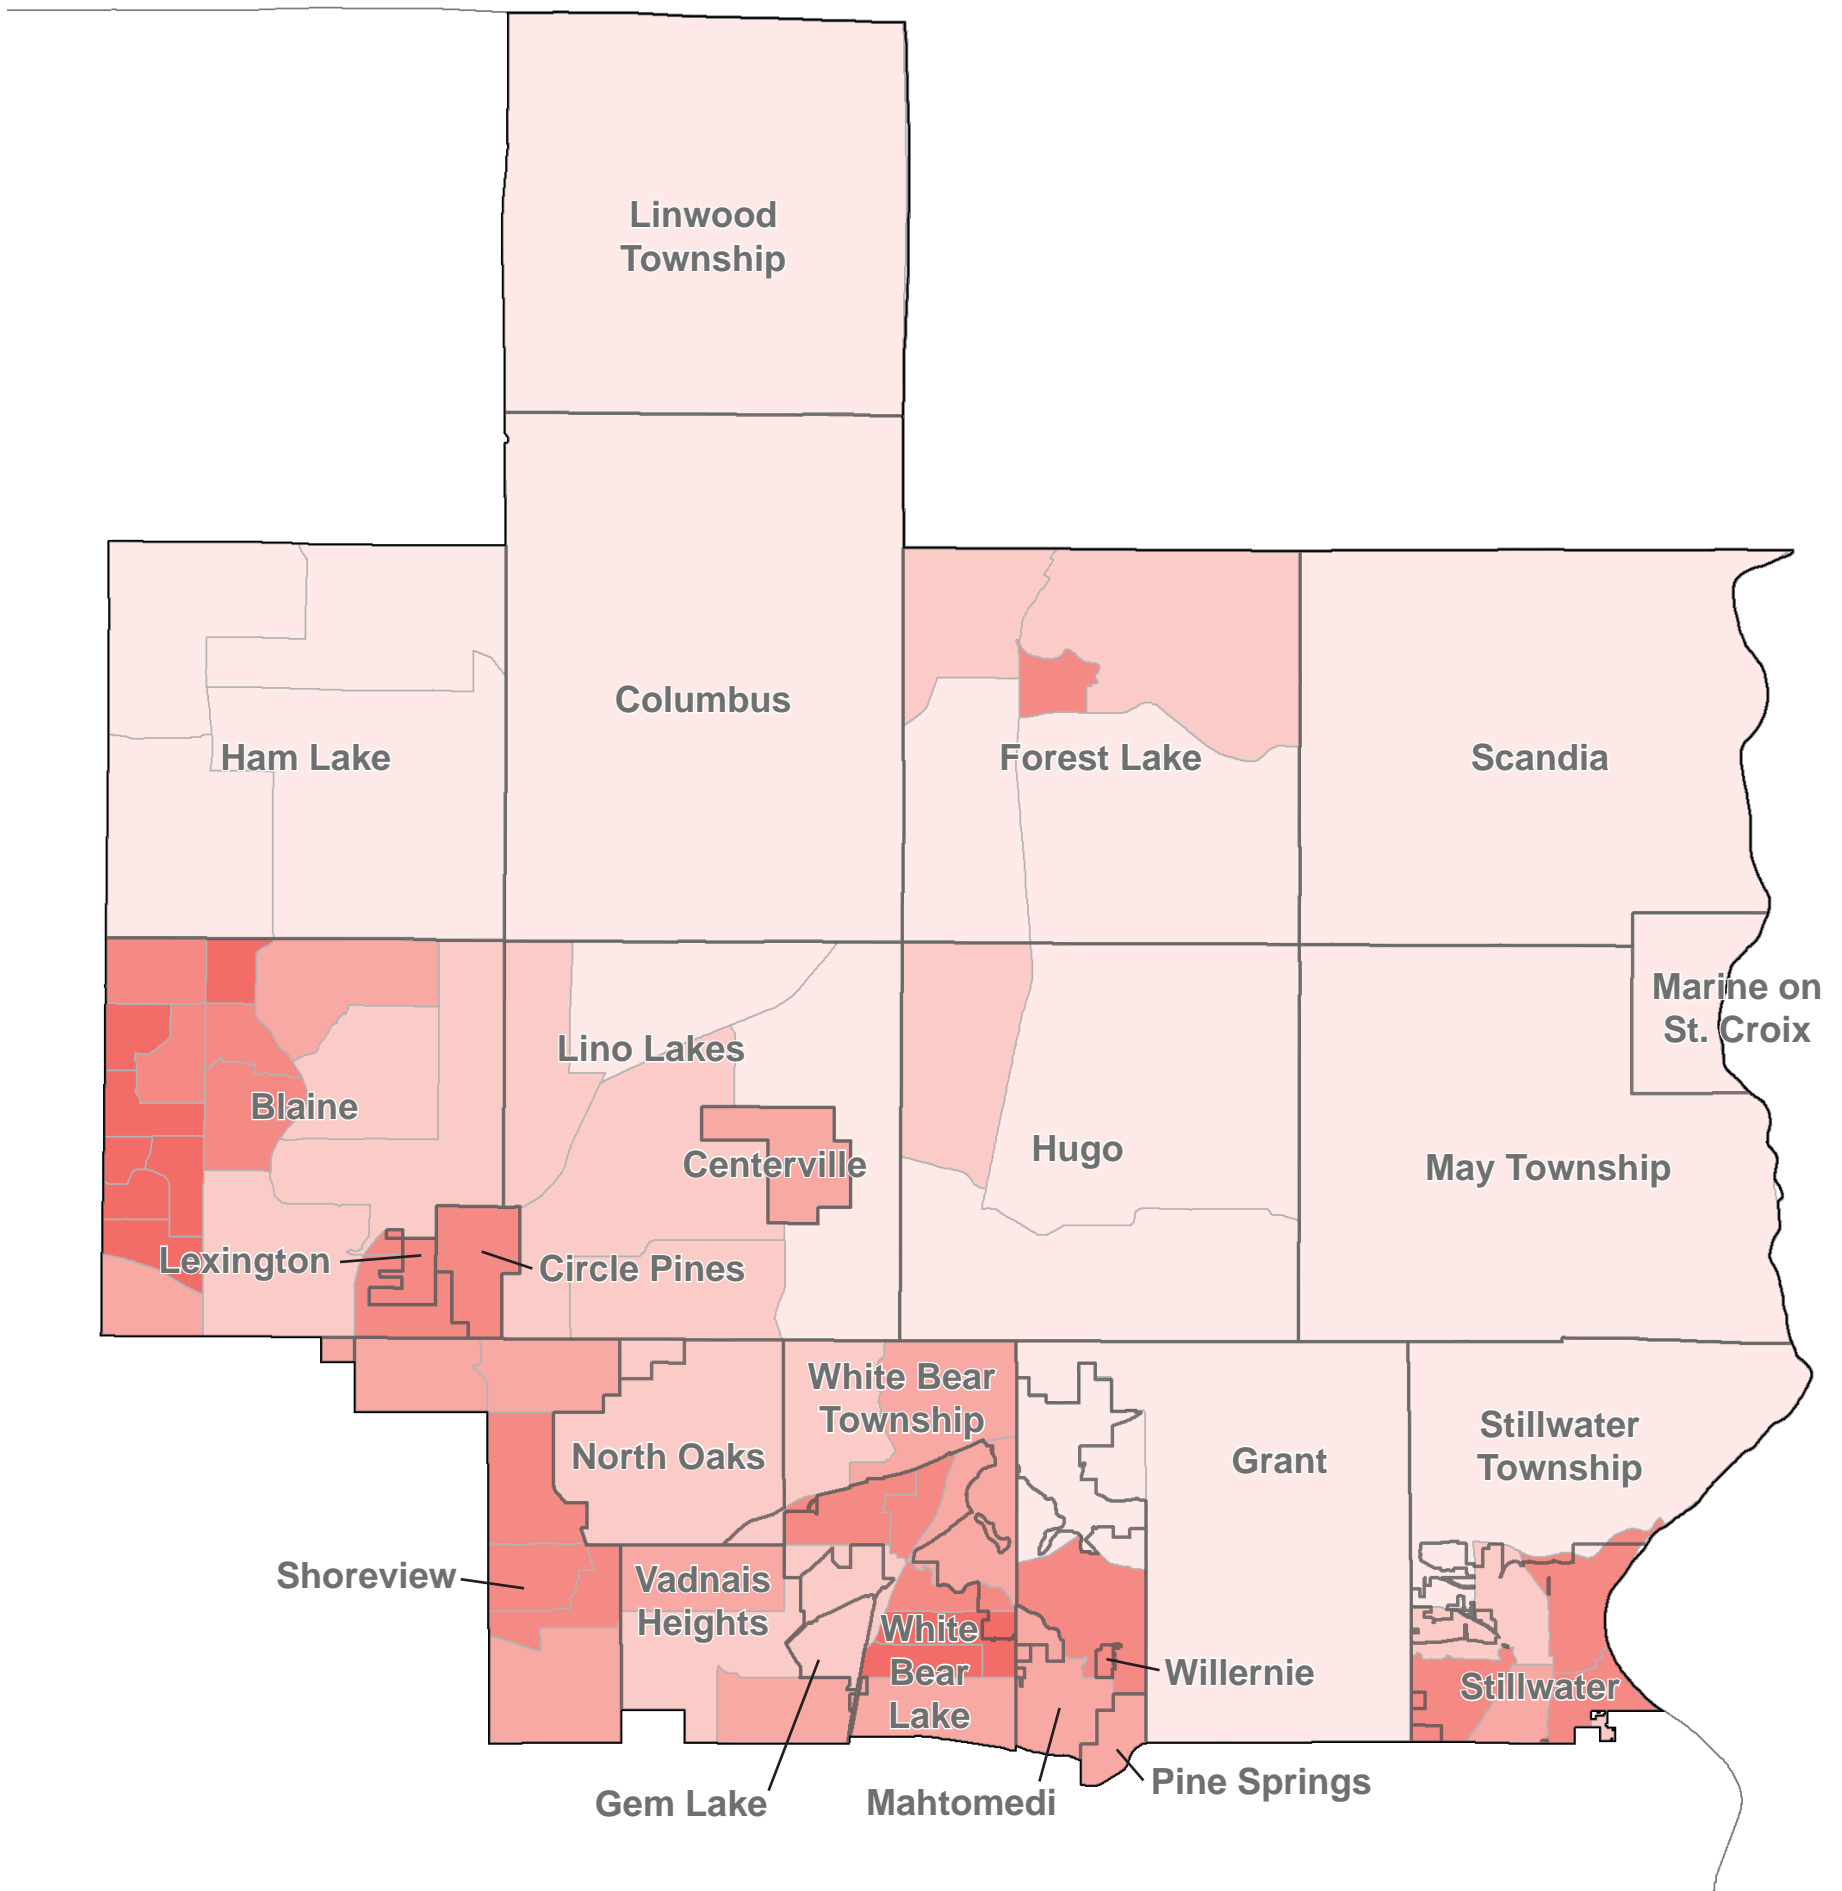 Linwood
Township
Columbus
Ham Lake
Forest Lake
Scandia
Marine on
St. Croix
Lino Lakes
Blaine
Hugo
Centerville
May Township
Lexington
Circle Pines
White Bear
Township
Stillwater
Township
North Oaks
Grant
Shoreview
Vadnais
Heights
White
Bear
Lake
Willernie
Stillwater
Gem Lake
Mahtomedi
Pine Springs